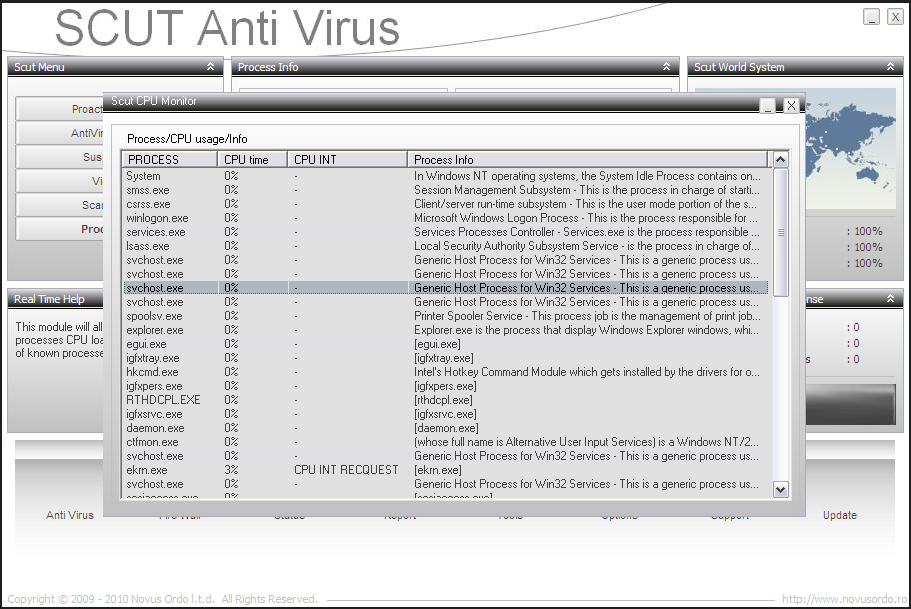 SCUT Anti Virus
Scut Menu
Process Info
Scut World System
Scut CPU Monitor
Process/CPU usage/Info
PROCESS CPU time CPU INT Process Info
System 0% - In Windows NT operating systems, the System Idle Process contains on...
smss.exe 0% - Session Management Subsystem - This is the process in charge of starti...
csrss.exe 0% - Client/server run-time subsystem - This is the user mode portion of the s...
winlogon.exe 0% - Microsoft Windows Logon Process - This is the process responsible for ...
services.exe 0% - Services Processes Controller - Services.exe is the process responsible ...
lsass.exe 0% - Local Security Authority Subsystem Service - is the process in charge of...
svchost.exe 0% - Generic Host Process for Win32 Services - This is a generic process us...
svchost.exe 0% - Generic Host Process for Win32 Services - This is a generic process us...
svchost.exe 0% - Generic Host Process for Win32 Services - This is a generic process us...
svchost.exe 0% - Generic Host Process for Win32 Services - This is a generic process us...
spoolsv.exe 0% - Printer Spooler Service - This process job is the management of print job...
explorer.exe 0% - Explorer.exe is the process that display Windows Explorer windows, whi...
egui.exe 0% - [egui.exe]
igfxtray.exe 0% - [igfxtray.exe]
hkcmd.exe 0% - Intel's Hotkey Command Module which gets installed by the drivers for o...
igfxpers.exe 0% - [igfxpers.exe]
RTHDCPL.EXE 0% - [rthdcpl.exe]
igfxsrvc.exe 0% - [igfxsrvc.exe]
daemon.exe 0% - [daemon.exe]
ctfmon.exe 0% - (whose full name is Alternative User Input Services) is a Windows NT/2...
svchost.exe 0% - Generic Host Process for Win32 Services - This is a generic process us...
ekrn.exe 3% CPU INT RECQUEST [ekrn.exe]
svchost.exe 0% - Generic Host Process for Win32 Services - This is a generic process us...
Proact
AntiVir
Sus
Vi
Scar
Proc
: 100%
: 100%
: 100%
Real Time Help
This module will all
processes CPU loa
of known processe
nse
: 0
: 0
s : 0
Anti Virus
Fire Wall
Status
Report
Tools
Options
Support
Update
Copyright © 2009 - 2010 Novus Ordo l.t.d. All Rights Reserved.
http://www.novusordo.ro